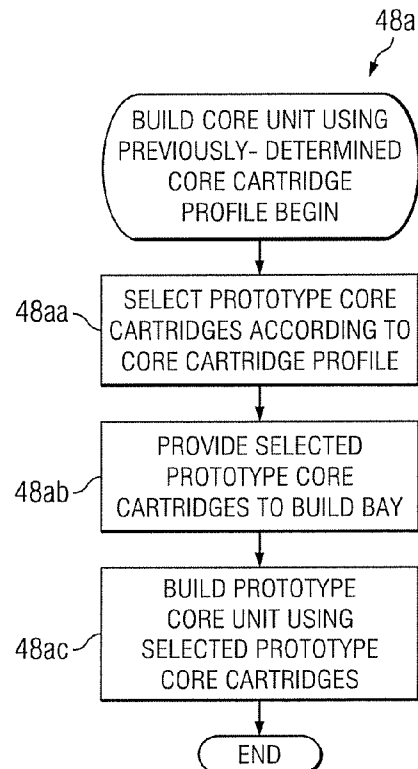 48a
BUILD CORE UNIT USING
PREVIOUSLY- DETERMINED
CORE CARTRIDGE
PROFILE BEGIN
48aa
SELECT PROTOTYPE CORE
CARTRIDGES ACCORDING TO
CORE CARTRIDGE PROFILE
48ab
PROVIDE SELECTED
PROTOTYPE CORE
CARTRIDGES TO BUILD BAY
48ac
BUILD PROTOTYPE
CORE UNIT USING
SELECTED PROTOTYPE
CORE CARTRIDGES
END